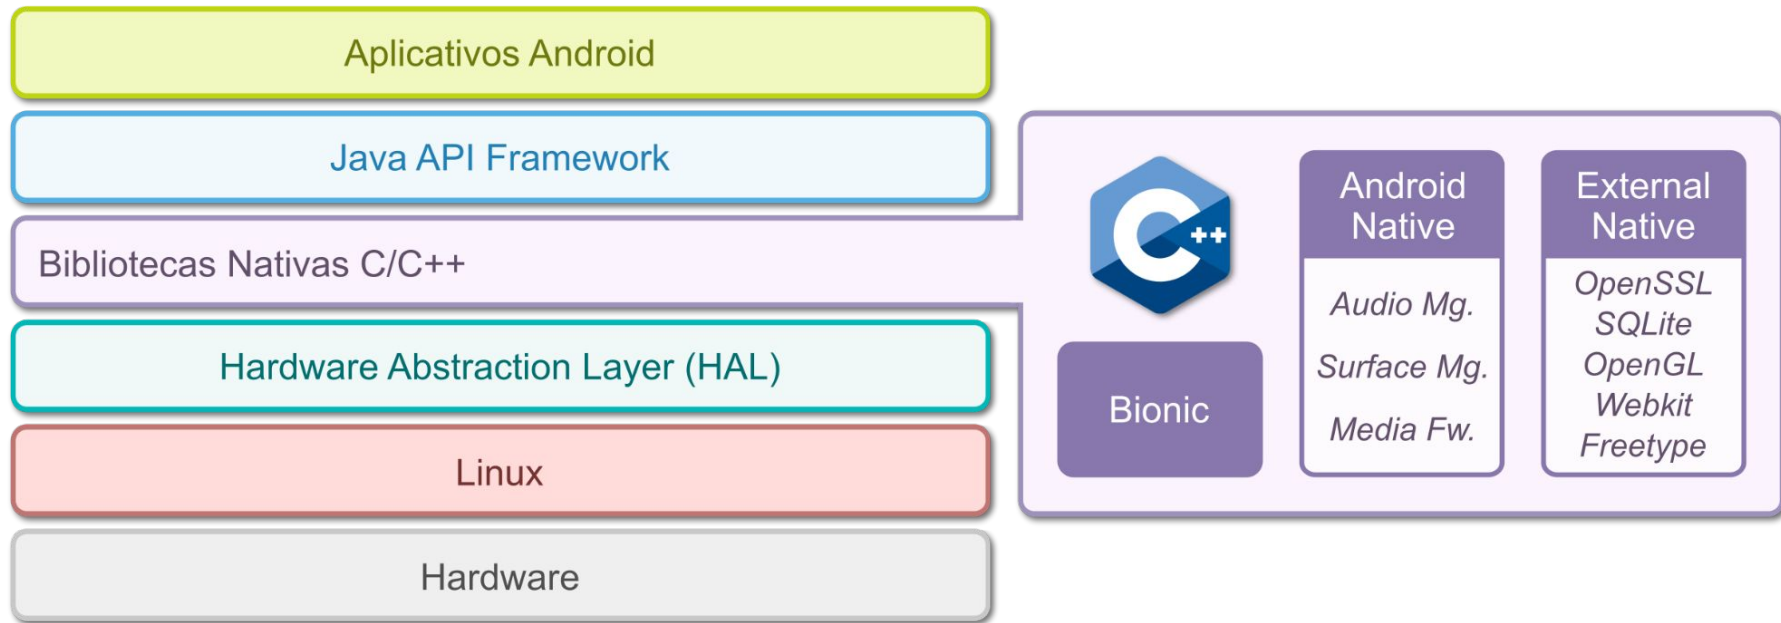 Aplicativos Android
Java API Framework
Bibliotecas Nativas C/C++
Hardware Abstraction Layer (HAL)
Linux
Hardware
C++
Bionic
Android
Native
Audio Mg.
Surface Mg.
Media Fw.
External
Native
OpenSSL
SQLite
OpenGL
Webkit
Freetype